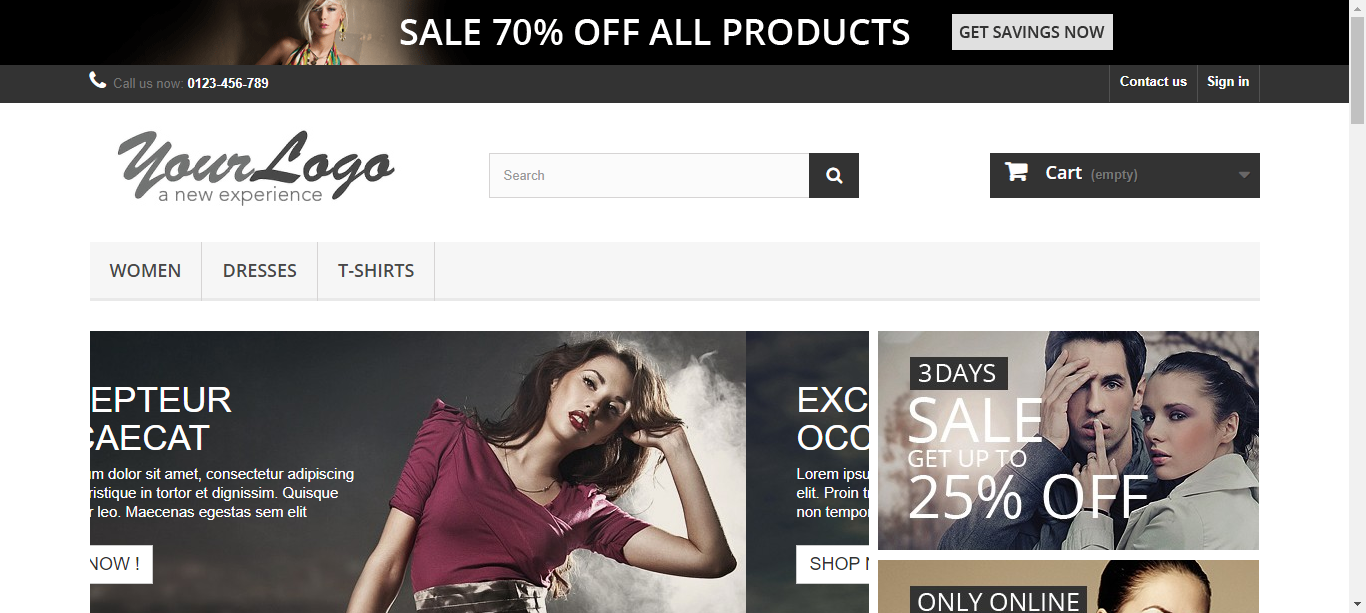 SALE 70% OFF ALL PRODUCTS
GET SAVINGS NOW
Call us now: 0123-456-789
Contact us
Sign in
YourLogo
a new experience
Search
Cart (empty)
WOMEN
DRESSES
T-SHIRTS
EPTEUR
CAECAT
dolor sit amet, consectetur adipiscing
ristique in tortor et dignissim. Quisque
leo. Maecenas egestas sem elit
NOW !
EXC
OCC
Lorem ipsu
elit. Proin
non tempo
SHOP
3 DAYS
SALE
GET UP TO
25% OFF
ONLY ONLINE